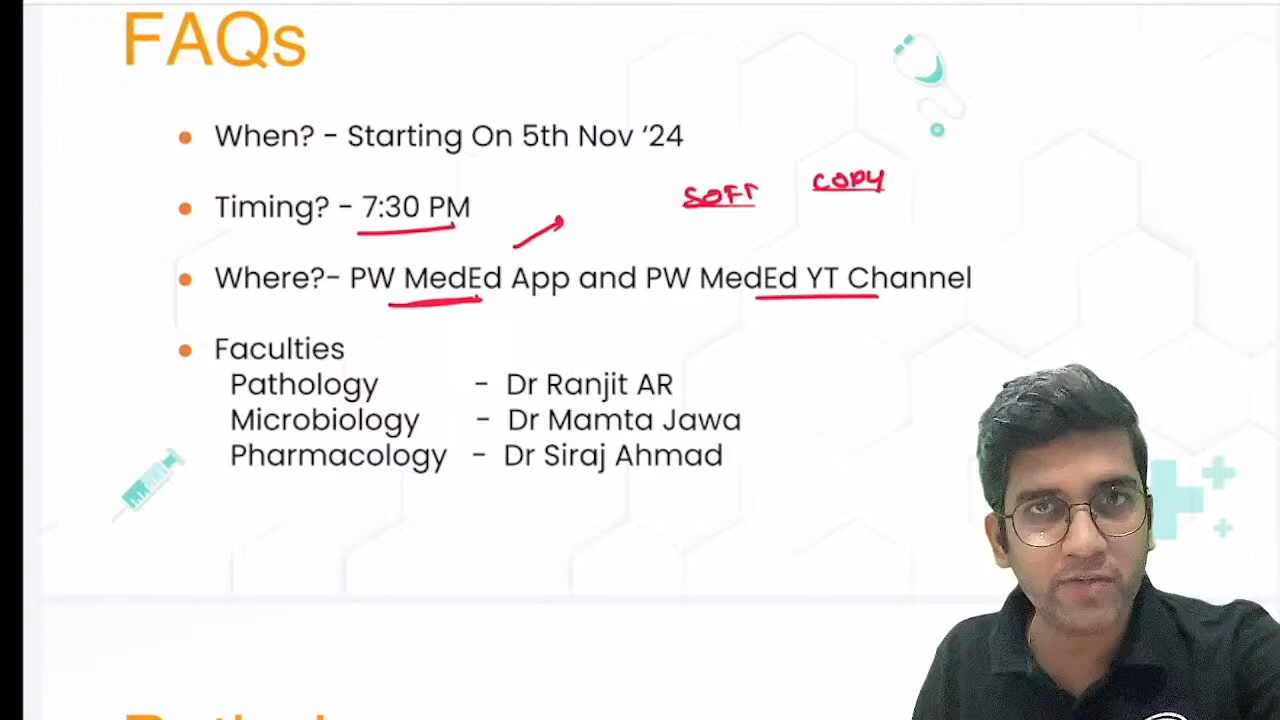 FAQs
When? - Starting On 5th Nov ‘24
SOFT COPY
Timing? - 7:30 PM
Where?- PW MedEd App and PW MedEd YT Channel
Faculties
Pathology - Dr Ranjit AR
Microbiology - Dr Mamta Jawa
Pharmacology - Dr Siraj Ahmad